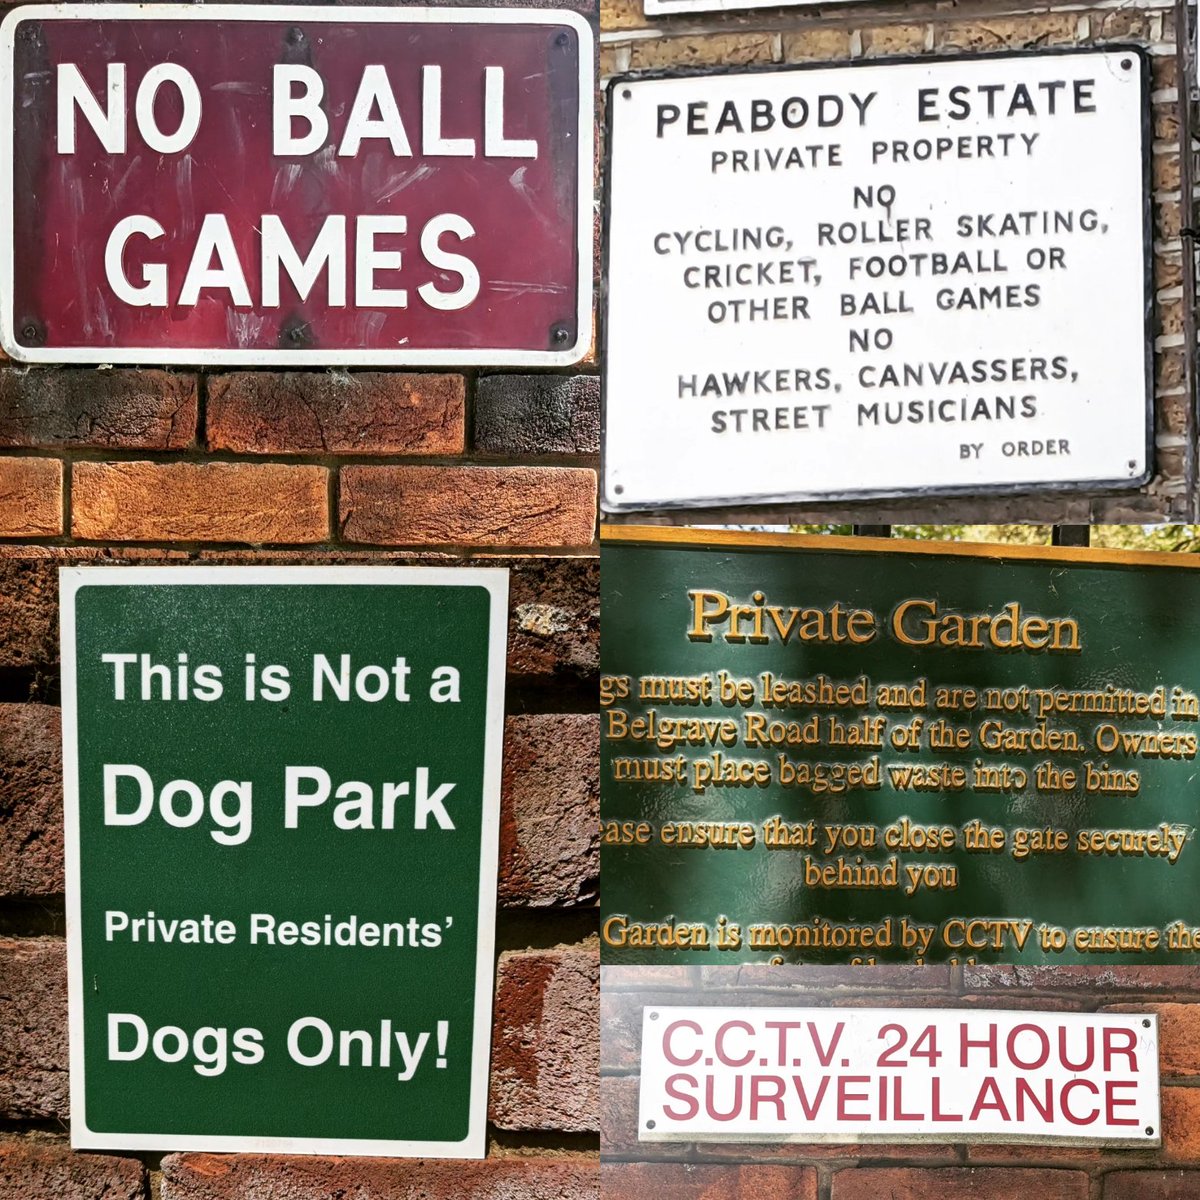 NO BALL
GAMES
PEABODY ESTATE
PRIVATE PROPERTY
NO
CYCLING, ROLLER SKATING,
CRICKET, FOOTBALL OR
OTHER BALL GAMES
NO
HAWKERS, CANVASSERS,
STREET MUSICIANS
BY ORDER
This is Not a
Dog Park
Private Residents'
Dogs Only!
Private Garden
gs must be leashed and are not permitted in
Belgrave Road half of the Garden. Owners
must place bagged waste into the bins
ease ensure that you close the gate securely
behind you
Garden is monitored by CCTV to ensure the
C.C.T.V. 24 HOUR
SURVEILLANCE